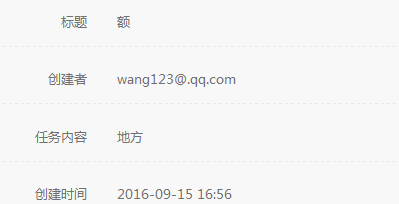 标题 额
创建者 wang123@.qq.com
任务内容 地方
创建时间 2016-09-15 16:56